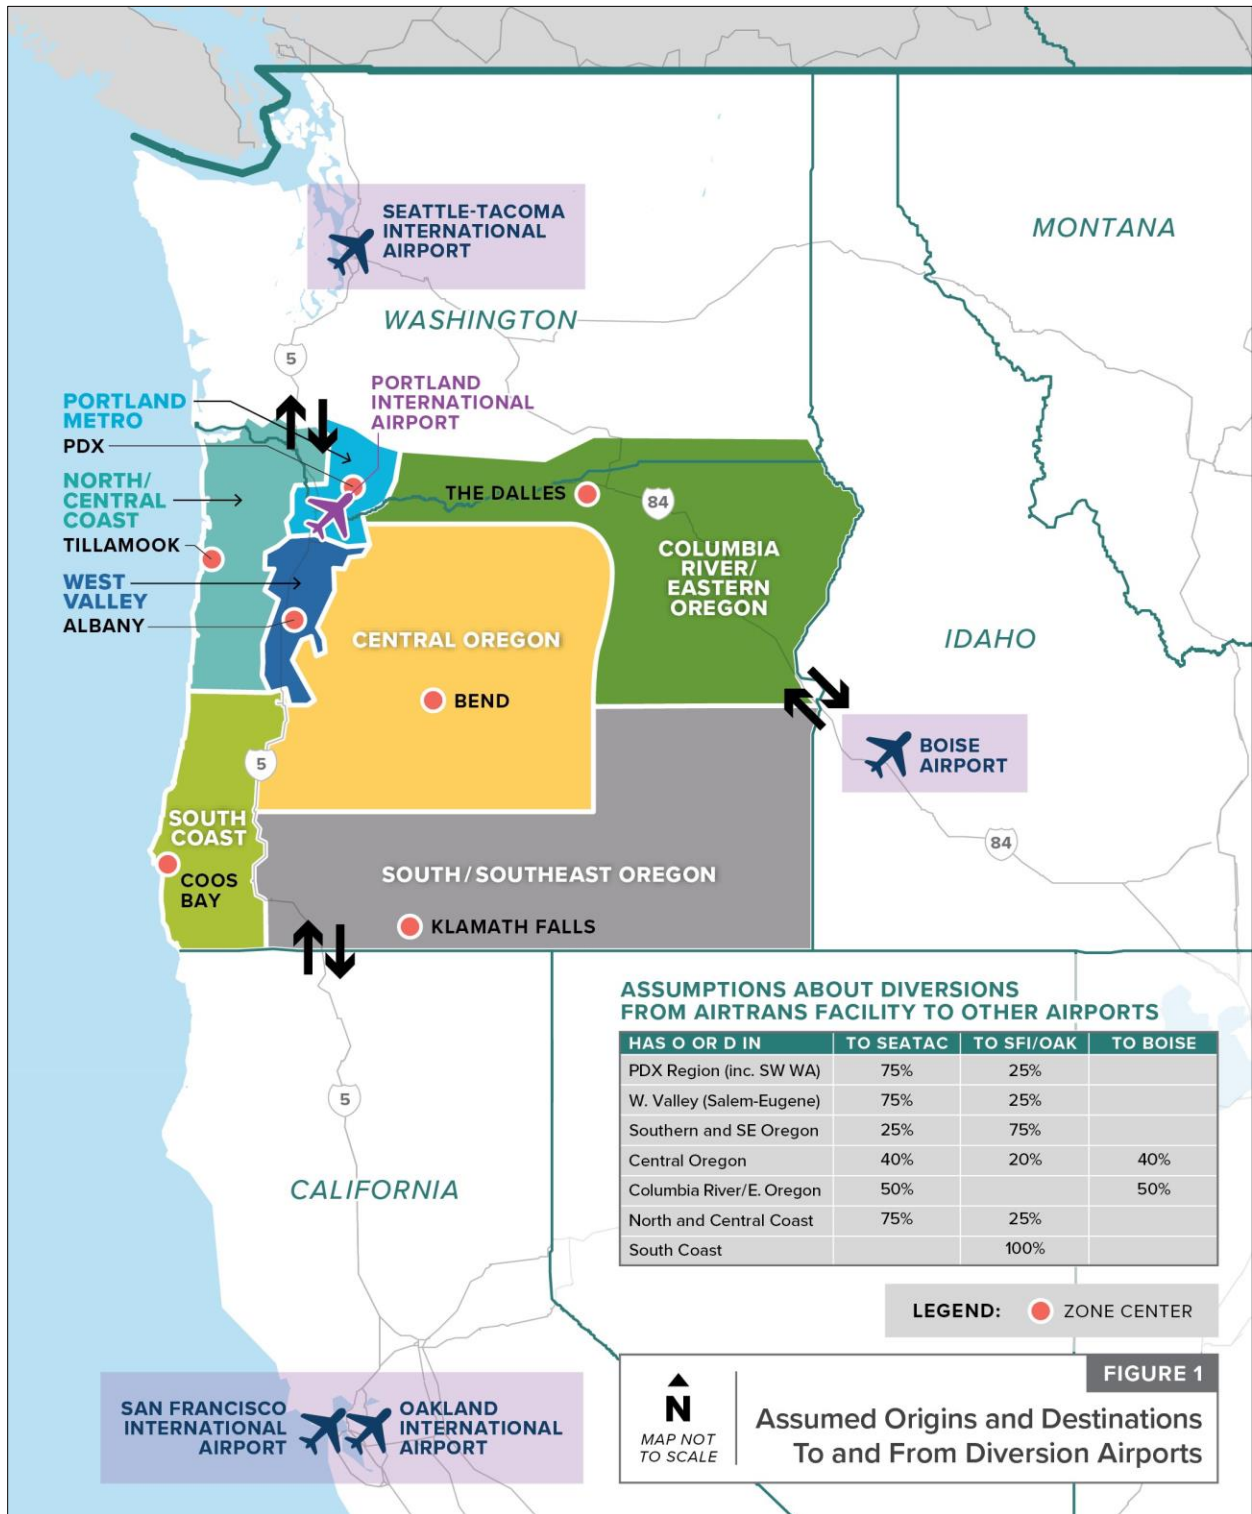 SEATTLE-TACOMA
INTERNATIONAL
AIRPORT
MONTANA
WASHINGTON
5
PORTLAND
INTERNATIONAL
AIRPORT
PORTLAND
METRO
PDX
NORTH/
CENTRAL
COAST
TILLAMOOK
WEST
VALLEY
ALBANY
THE DALLES
84
COLUMBIA
RIVER/
EASTERN
OREGON
CENTRAL OREGON
BEND
IDAHO
BOISE
AIRPORT
5
84
SOUTH
COAST
COOS
BAY
SOUTH/SOUTHEAST OREGON
KLAMATH FALLS
5
CALIFORNIA
ASSUMPTIONS ABOUT DIVERSIONS
FROM AIRTRANS FACILITY TO OTHER AIRPORTS
HAS O OR D IN TO SEATAC TO SFI/OAK TO BOISE
PDX Region (inc. SW WA) 75% 25%
W. Valley (Salem-Eugene) 75% 25%
Southern and SE Oregon 25% 75%
Central Oregon 40% 20% 40%
Columbia River/E. Oregon 50% 50%
North and Central Coast 75% 25%
South Coast 100%
LEGEND: ZONE CENTER
SAN FRANCISCO
INTERNATIONAL
AIRPORT
OAKLAND
INTERNATIONAL
AIRPORT
N
MAP NOT
TO SCALE
FIGURE 1
Assumed Origins and Destinations
To and From Diversion Airports